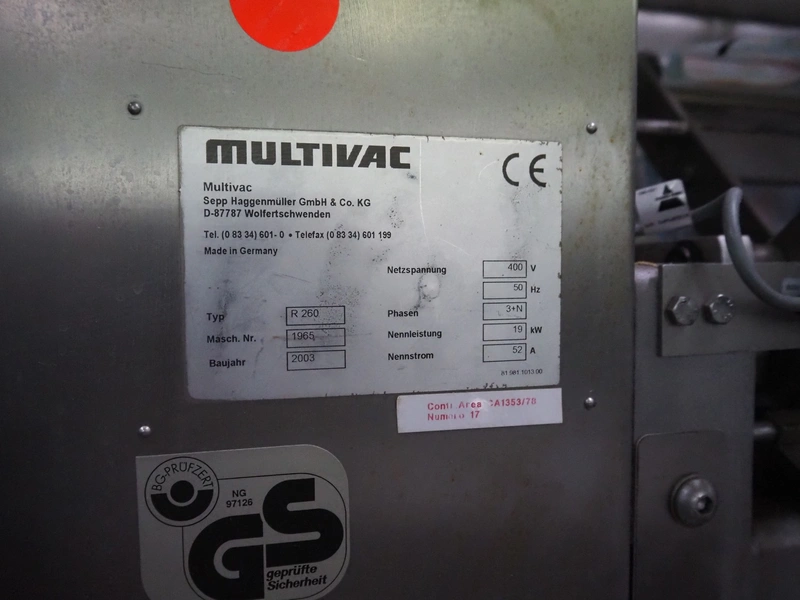 MULTIVAC
CE
Multivac
Sepp Haggenmüller GmbH & Co. KG
D-87787 Wolfertschwenden
Tel. (0 83 34) 601- 0 • Telefax (0 83 34) 601 199
Made in Germany
Netzspannung 400 V
50 Hz
Typ R 260
Phasen 3+N
Masch. Nr. 1965
Nennleistung 19 kW
Baujahr 2003
Nennstrom 52 A
CA1353/78
17
BG-PRÜFZERT
NG
97126
GS
geprüfte
Sicherheit